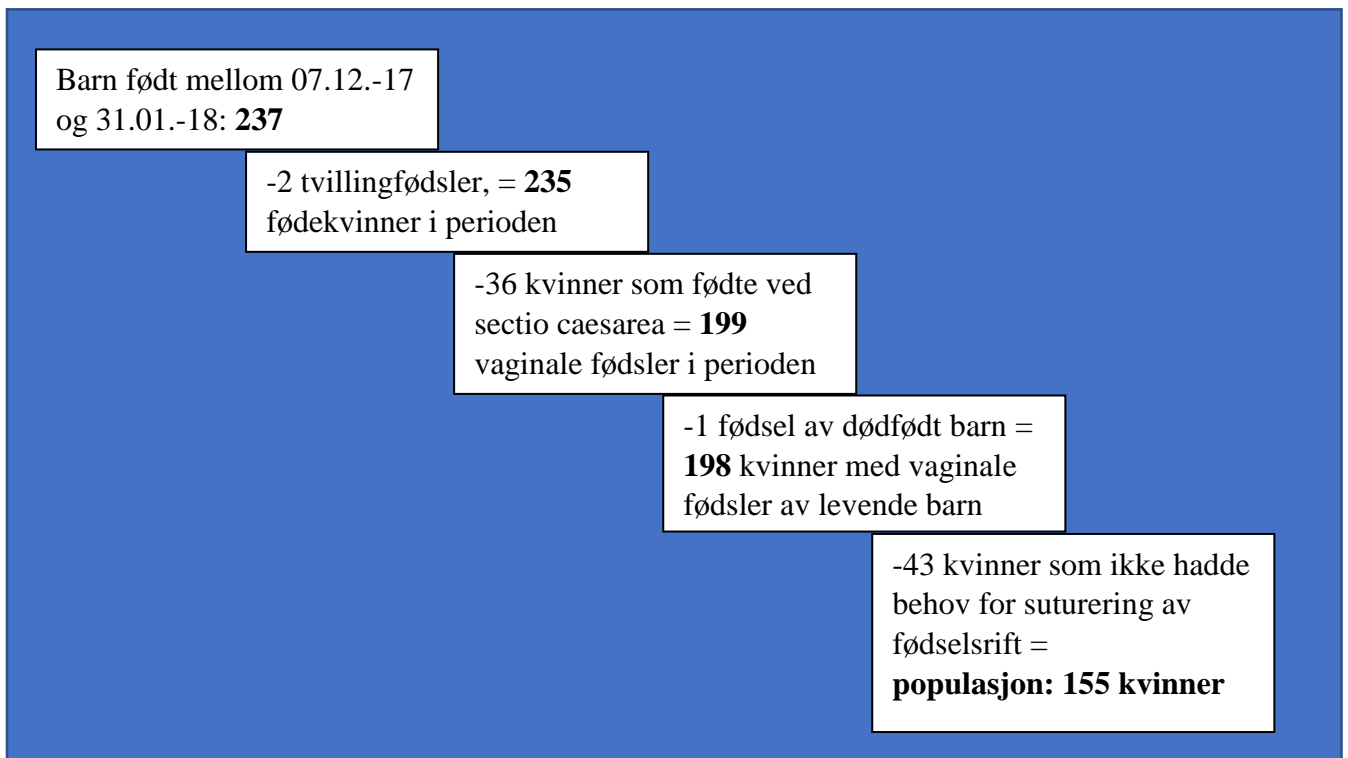 Barn født mellom 07.12.-17
og 31.01.-18: 237
-2 tvillingfødsler, = 235
fødekvinner i perioden
-36 kvinner som fødte ved
sectio caesarea = 199
vaginale fødsler i perioden
-1 fødsel av dødfødt barn =
198 kvinner med vaginale
fødsler av levende barn
-43 kvinner som ikke hadde
behov for suturering av
fødselsrift =
populasjon: 155 kvinner